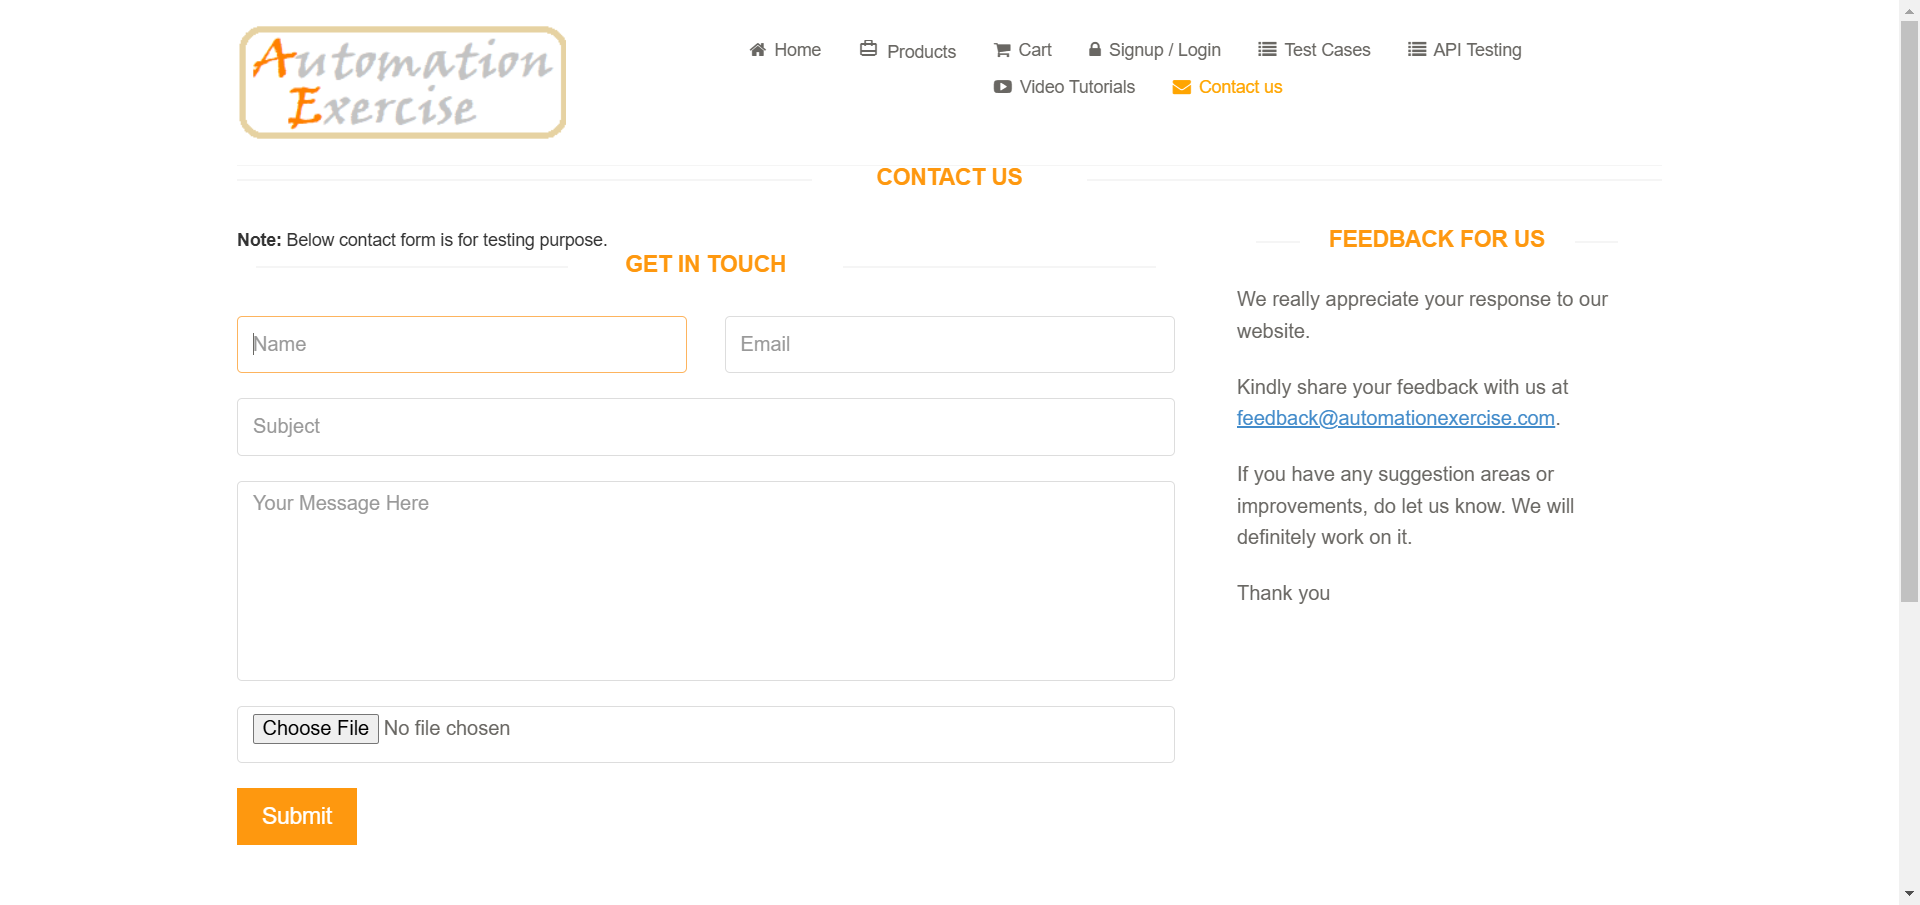 Automation
Exercise
Home
Products
Cart
Signup / Login
Test Cases
API Testing
Video Tutorials
Contact us
CONTACT US
Note: Below contact form is for testing purpose.
GET IN TOUCH
Name
Email
Subject
Your Message Here
Choose File No file chosen
Submit
FEEDBACK FOR US
We really appreciate your response to our
website.
Kindly share your feedback with us at
feedback@automationexercise.com.
If you have any suggestion areas or
improvements, do let us know. We will
definitely work on it.
Thank you